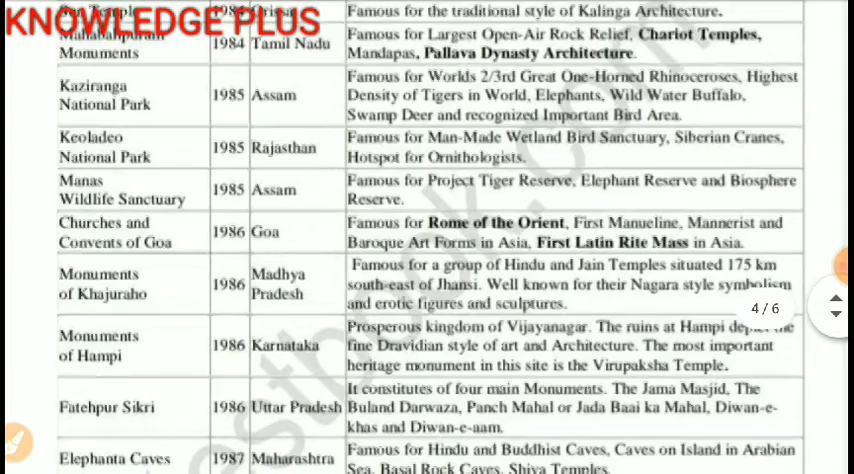 Sun Temple 1984 Orissa Famous for the traditional style of Kalinga Architecture.
KNOWLEDGE PLUS
Mahabalipuram Monuments 1984 Tamil Nadu Famous for Largest Open-Air Rock Relief, Chariot Temples,
Mandapas, Pallava Dynasty Architecture.
Kaziranga National Park 1985 Assam Famous for Worlds 2/3rd Great One-Horned Rhinoceroses, Highest
Density of Tigers in World, Elephants, Wild Water Buffalo,
Swamp Deer and recognized Important Bird Area.
Keoladeo National Park 1985 Rajasthan Famous for Man-Made Wetland Bird Sanctuary, Siberian Cranes,
Hotspot for Ornithologists.
Manas Wildlife Sanctuary 1985 Assam Famous for Project Tiger Reserve, Elephant Reserve and Biosphere
Reserve.
Churches and Convents of Goa 1986 Goa Famous for Rome of the Orient, First Manueline, Mannerist and
Baroque Art Forms in Asia, First Latin Rite Mass in Asia.
Monuments of Khajuraho 1986 Madhya Pradesh Famous for a group of Hindu and Jain Temples situated 175 km
south-east of Jhansi. Well known for their Nagara style symbolism
and erotic figures and sculptures.
4/6
Monuments of Hampi 1986 Karnataka Prosperous kingdom of Vijayanagar. The ruins at Hampi the
fine Dravidian style of art and Architecture. The most important
heritage monument in this site is the Virupaksha Temple.
Fatehpur Sikri 1986 Uttar Pradesh It constitutes of four main Monuments. The Jama Masjid, The
Buland Darwaza, Panch Mahal or Jada Baai ka Mahal, Diwan-e-
khas and Diwan-e-aam.
Elephanta Caves 1987 Maharashtra Famous for Hindu and Buddhist Caves, Caves on Island in Arabian
Sea, Basal Rock Caves, Shiva Temples.